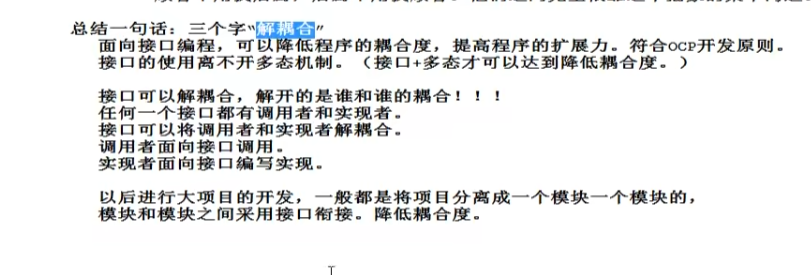 总结一句话：三个字"解耦合"
面向接口编程，可以降低程序的耦合度，提高程序的扩展力。符合OCP开发原则。
接口的使用离不开多态机制。（接口+多态才可以达到降低耦合度。）
接口可以解耦合，解开的是谁和谁的耦合！！！
任何一个接口都有调用者和实现者。
接口可以将调用者和实现者解耦合。
调用者面向接口调用。
实现者面向接口编写实现。
以后进行大项目的开发，一般都是将项目分离成一个模块一个模块的，
模块和模块之间采用接口衔接。降低耦合度。